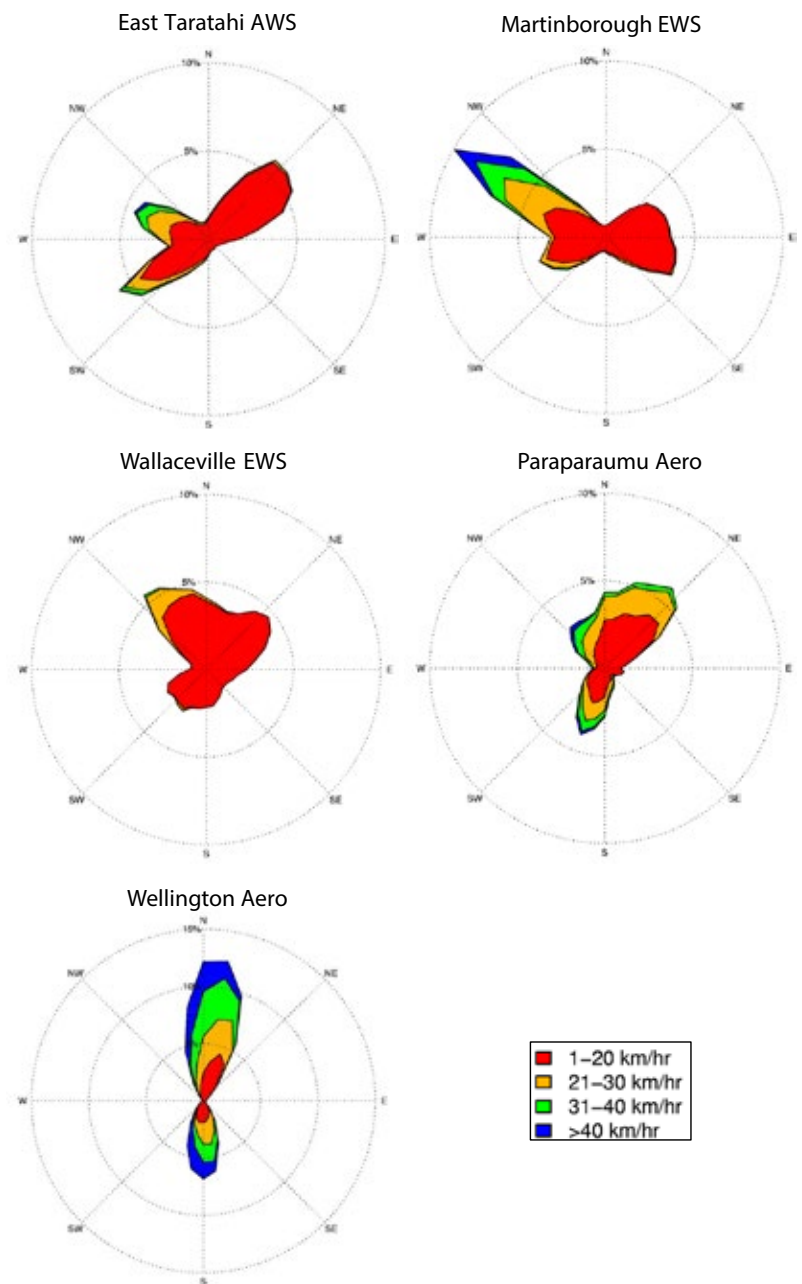 East Taratahi AWS
N
10%
NW
NE
5%
W
E
SW
SE
S
Martinborough EWS
N
10%
NW
NE
5%
W
E
SW
SE
S
Wallaceville EWS
N
10%
NW
NE
5%
W
E
SW
SE
S
Paraparaumu Aero
N
10%
NW
NE
5%
W
E
SW
SE
S
Wellington Aero
N
15%
NW
NE
W
E
SW
SE
S
1-20 km/hr
21-30 km/hr
31-40 km/hr
>40 km/hr